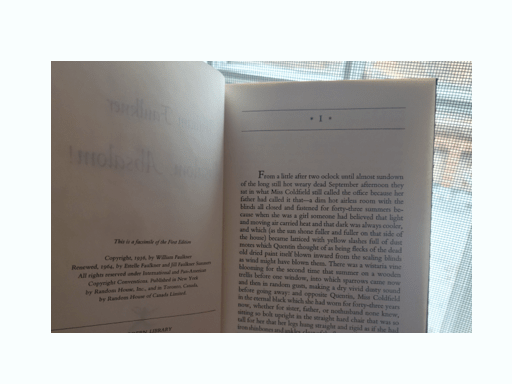 This is a facsimile of the First Edition
Copyright, 1936, by William Faulkner
Renewed, 1964, by Estelle Faulkner and Jill Faulkner Summers
All rights reserved under International and Pan-American
Copyright Conventions. Published in New York
by Random House, Inc., and in Toronto, Canada,
by Random House of Canada Limited
LIBRARY
• I •
From a little after two oclock until almost sundown
of the long still hot weary dead September afternoon they
sat in what Miss Coldfield still called the office because her
father had called it that—a dim hot airless room with the
blinds all closed and fastened for forty-three summers be-
cause when she was a girl someone had believed that light
and moving air carried heat and that dark was always cooler,
and which (as the sun shone fuller and fuller on that side of
the house) became latticed with yellow slashes full of dust
motes which Quentin thought of as being flecks of the dead
old dried paint itself blown inward from the scaling blinds
as wind might have blown them. There was a wistaria vine
blooming for the second time that summer on a wooden
trellis before one window, into which sparrows came now
and then in random gusts, making a dry vivid dusty sound
before going away: and opposite Quentin, Miss Coldfield
in the eternal black which she had worn for forty-three years
now, whether for sister, father, or nothusband none knew,
sitting so bolt upright in the straight hard chair that was so
tall for her that her legs hung straight and rigid as if she had
iron shinbones and ankles